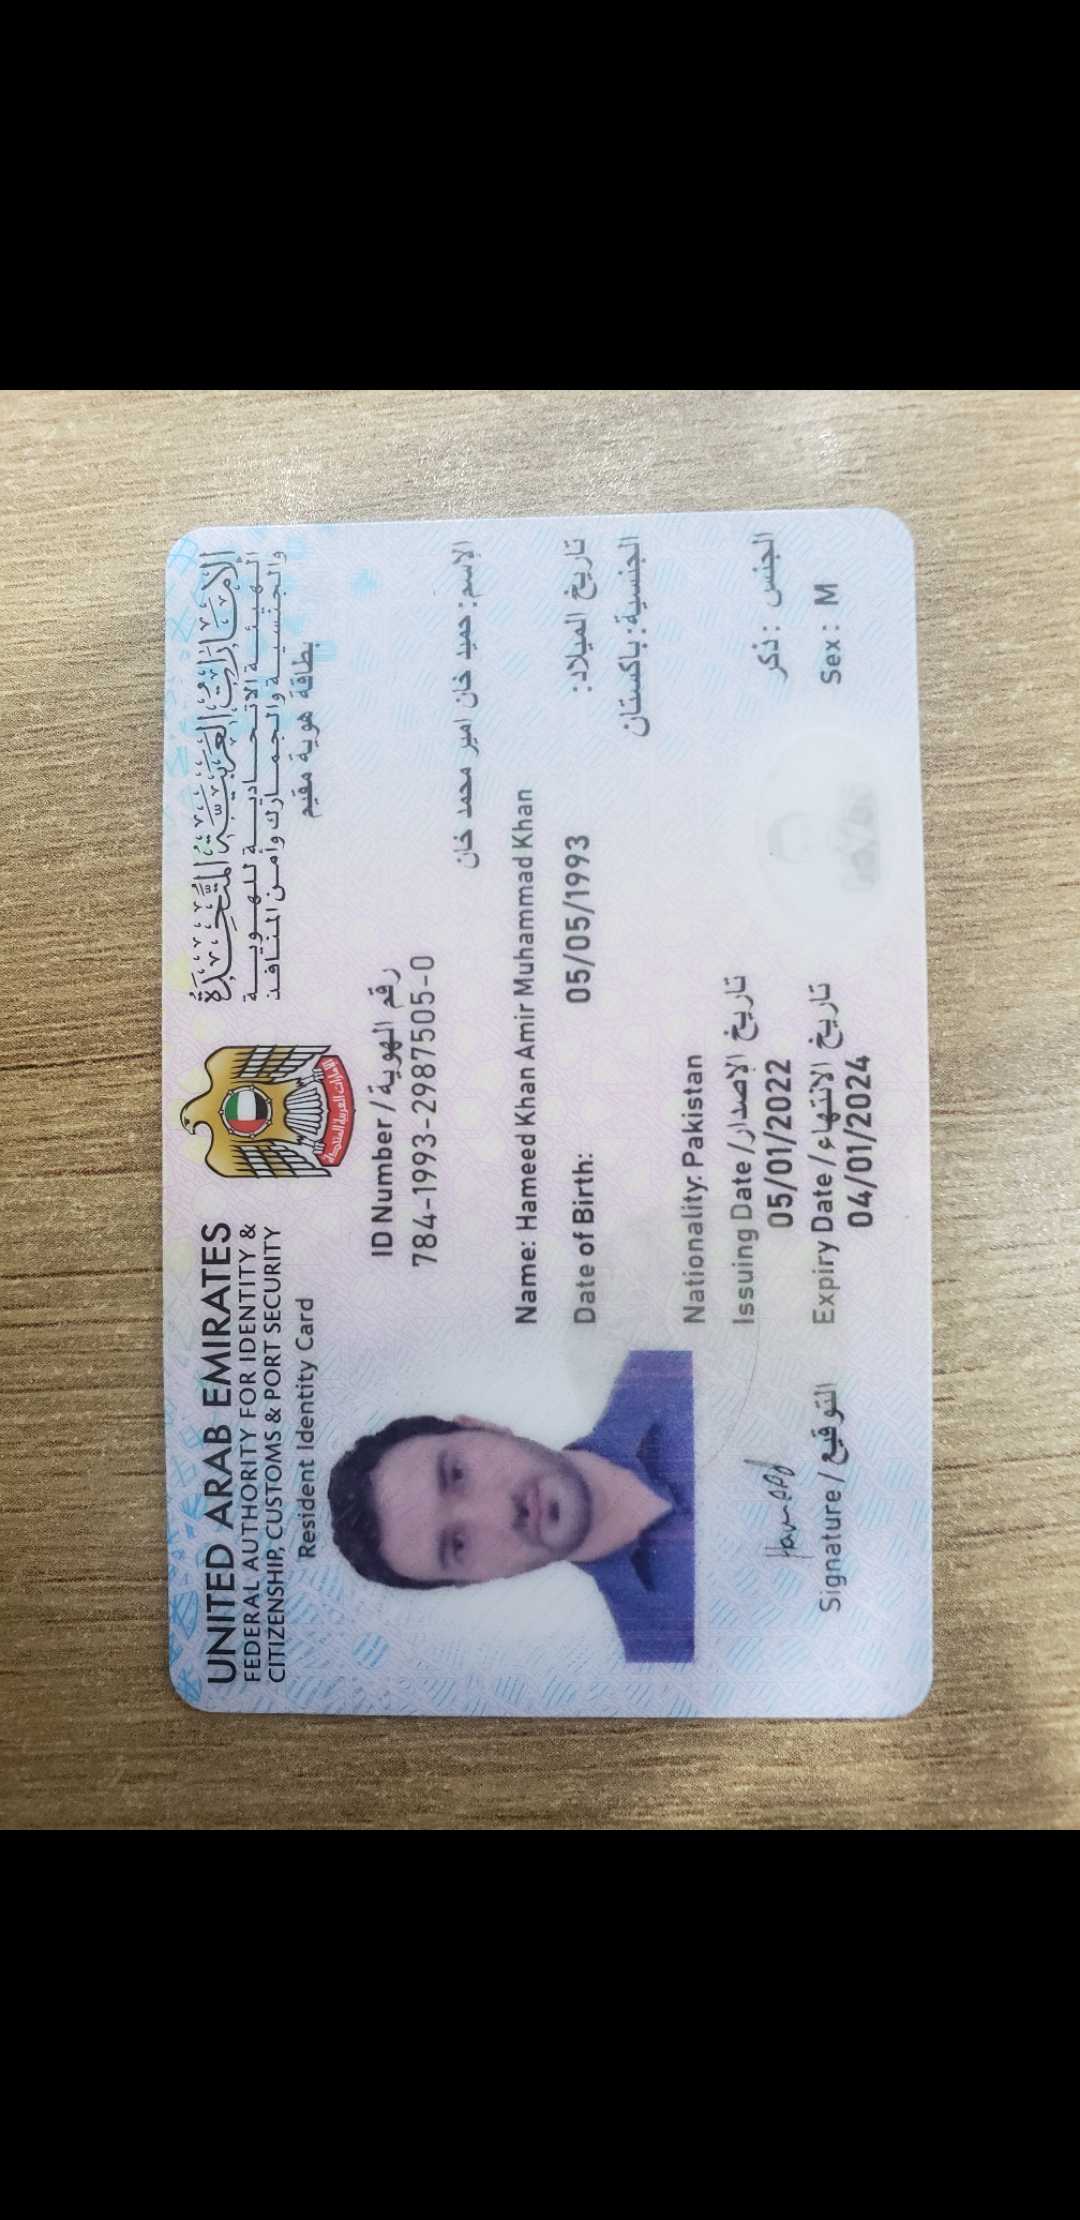 UNITED ARAB EMIRATES
FEDERAL AUTHORITY FOR IDENTITY &
CITIZENSHIP, CUSTOMS & PORT SECURITY
Resident Identity Card
الإمارات العربية المتحدة
الهيئة الاتحادية للهوية
والجنسية والجمارك وأمن المنافذ
بطاقة هوية مقيم
الإمارات العربية المتحدة
ID Number / رقم الهوية
784-1993-2987505-0
الإسم: حميد خان امير محمد خان
Name: Hameed Khan Amir Muhammad Khan
Date of Birth: 05/05/1993 تاريخ الميلاد:
الجنسية: باكستان
Nationality: Pakistan
Issuing Date / تاريخ الإصدار
05/01/2022
الجنس : ذكر
Expiry Date / تاريخ الانتهاء
04/01/2024
Sex : M
Hameed
Signature / التوقيع